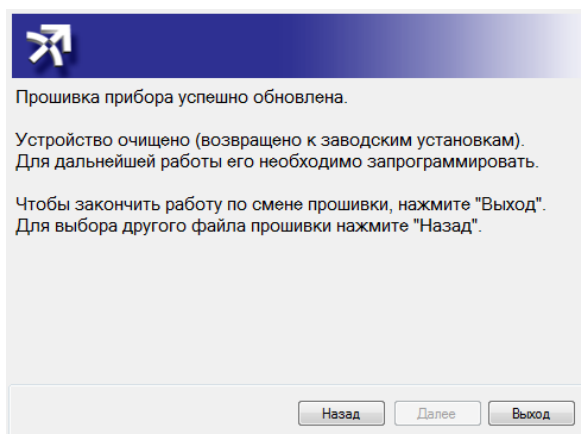 Прошивка прибора успешно обновлена.
Устройство очищено (возвращено к заводским установкам).
Для дальнейшей работы его необходимо запрограммировать.
Чтобы закончить работу по смене прошивки, нажмите "Выход".
Для выбора другого файла прошивки нажмите "Назад".
Назад Далее Выход